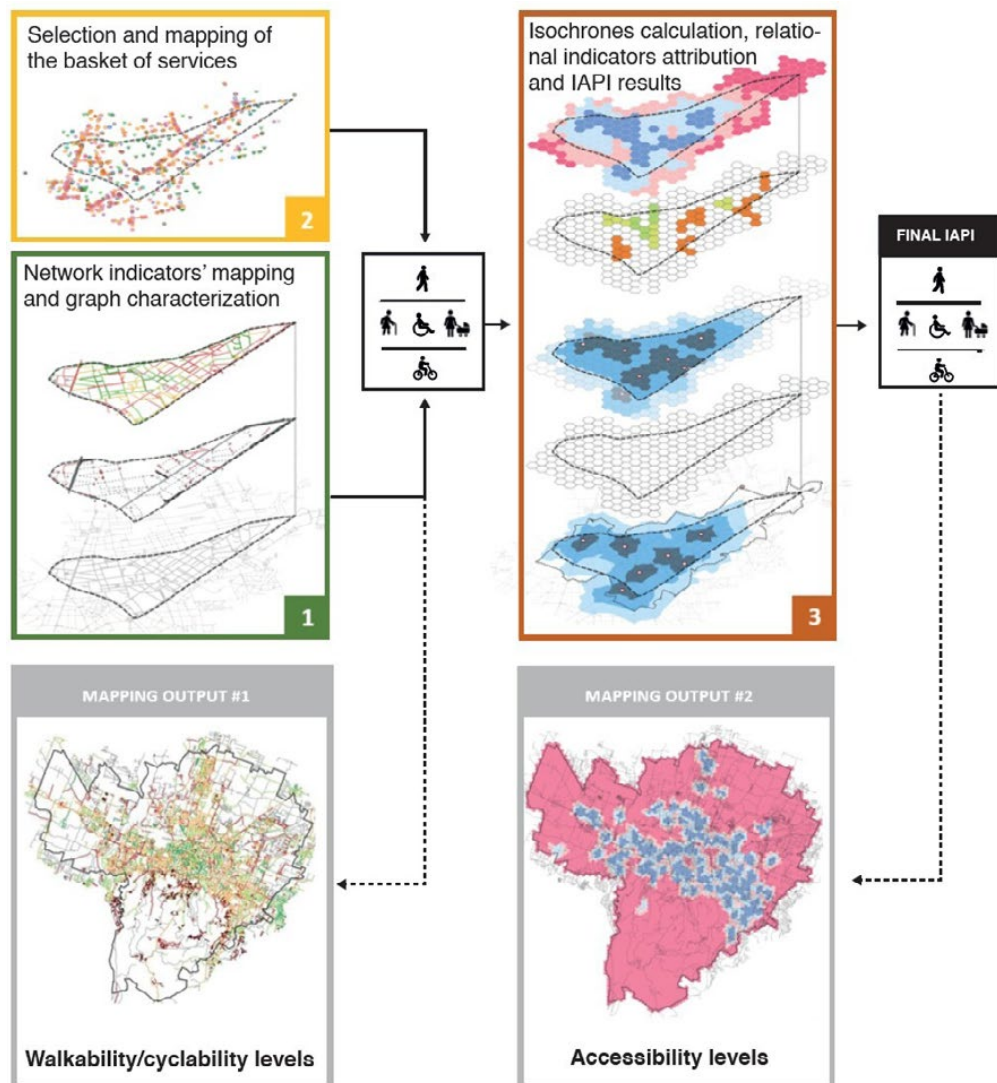 Selection and mapping of
the basket of services
2
Network indicators' mapping
and graph characterization
1
Isochrones calculation, relatio-
nal indicators attribution
and IAPI results
3
FINAL IAPI
MAPPING OUTPUT #1
Walkability/cyclability levels
MAPPING OUTPUT #2
Accessibility levels